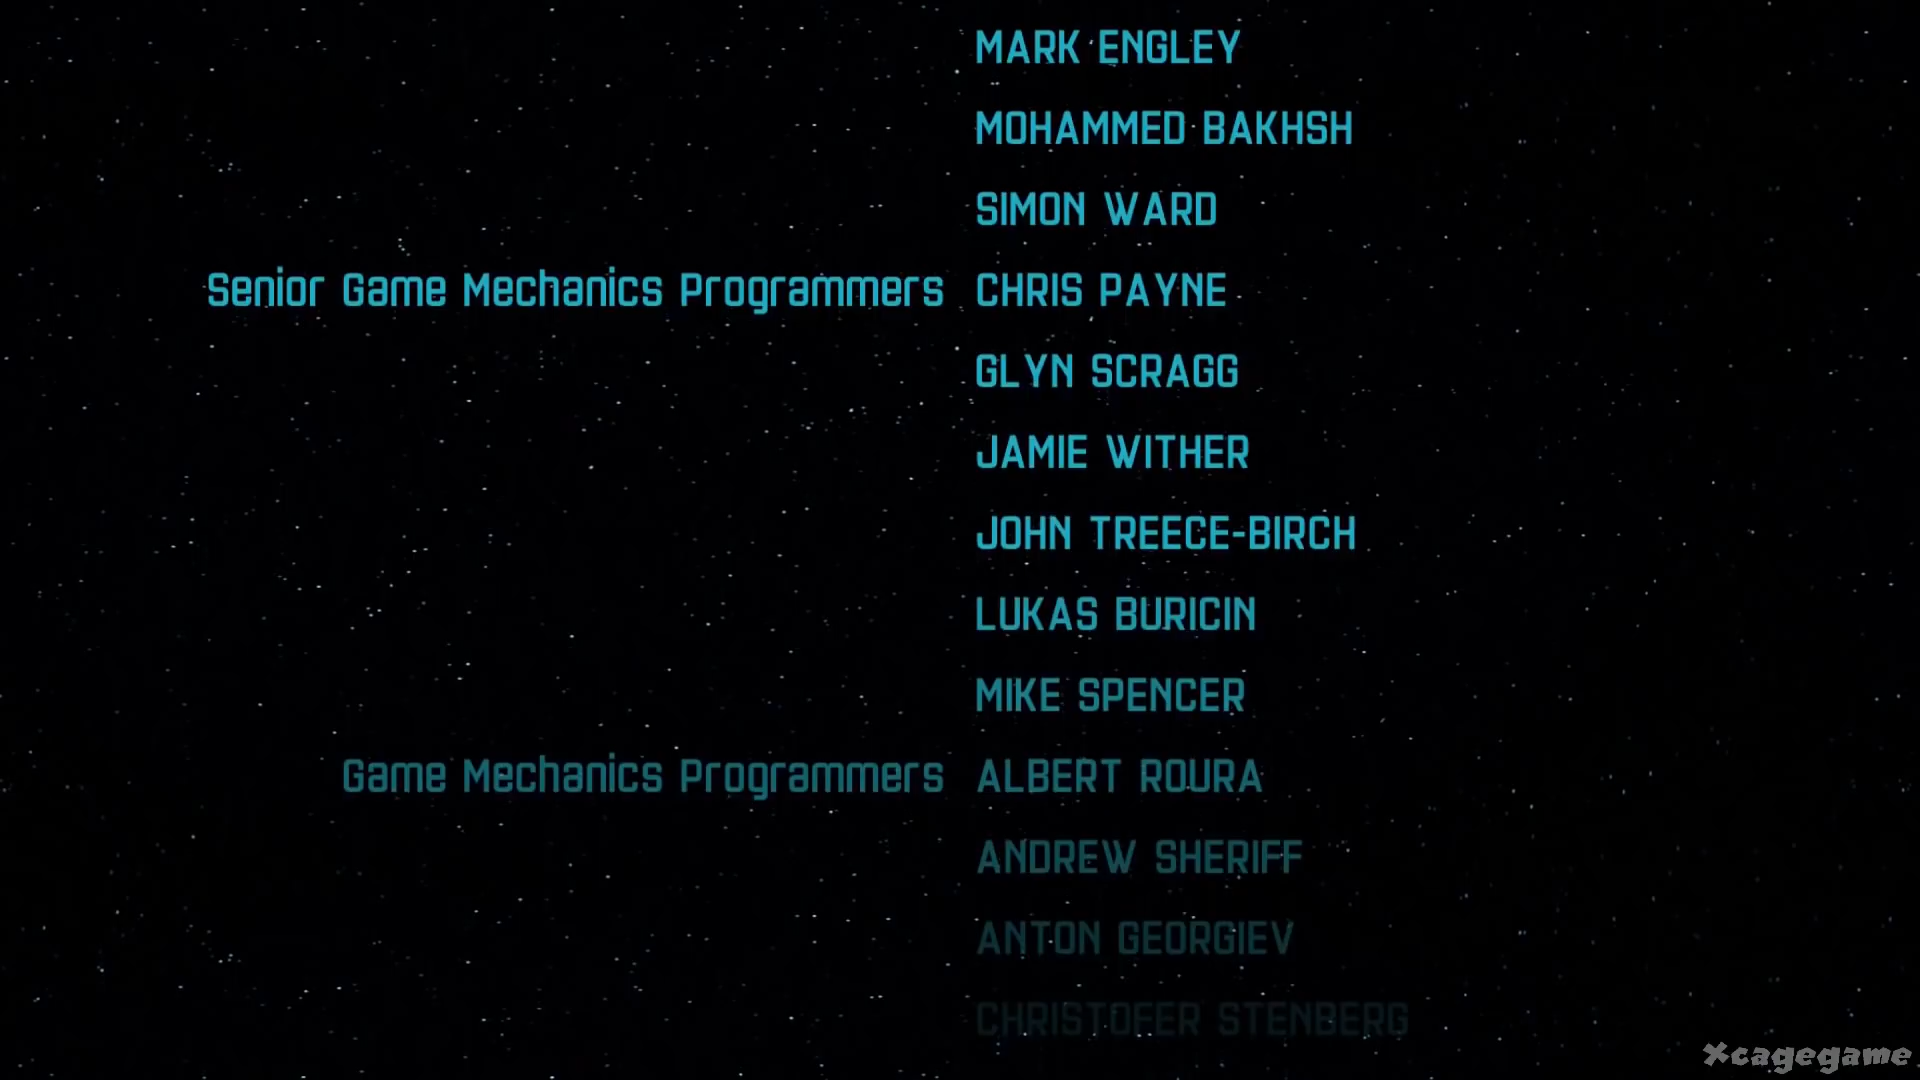 MARK ENGLEY
MOHAMMED BAKHSH
SIMON WARD
Senior Game Mechanics Programmers CHRIS PAYNE
GLYN SCRAGG
JAMIE WITHER
JOHN TREECE-BIRCH
LUKAS BURICIN
MIKE SPENCER
Game Mechanics Programmers ALBERT ROURA
ANDREW SHERIFF
ANTON GEORGIEV
CHRISTOFER STENBERG
Xcagegame